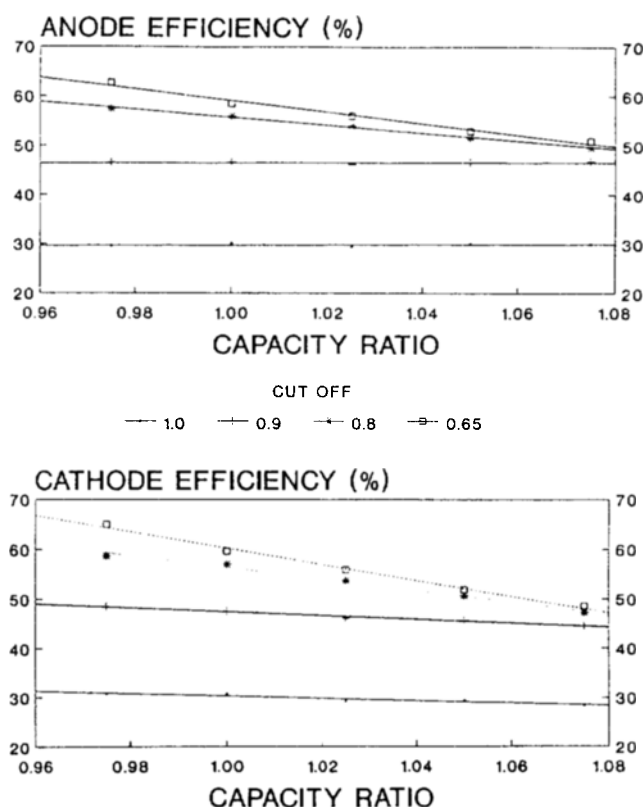 ANODE EFFICIENCY (%)
70 70
60 60
50 50
40 40
30 30
20 20
0.96 0.98 1.00 1.02 1.04 1.06 1.08
CAPACITY RATIO
CUT OFF
1.0 0.9 0.8 0.65
CATHODE EFFICIENCY (%)
70 70
60 60
50 50
40 40
30 30
20 20
0.96 0.98 1.00 1.02 1.04 1.06 1.08
CAPACITY RATIO